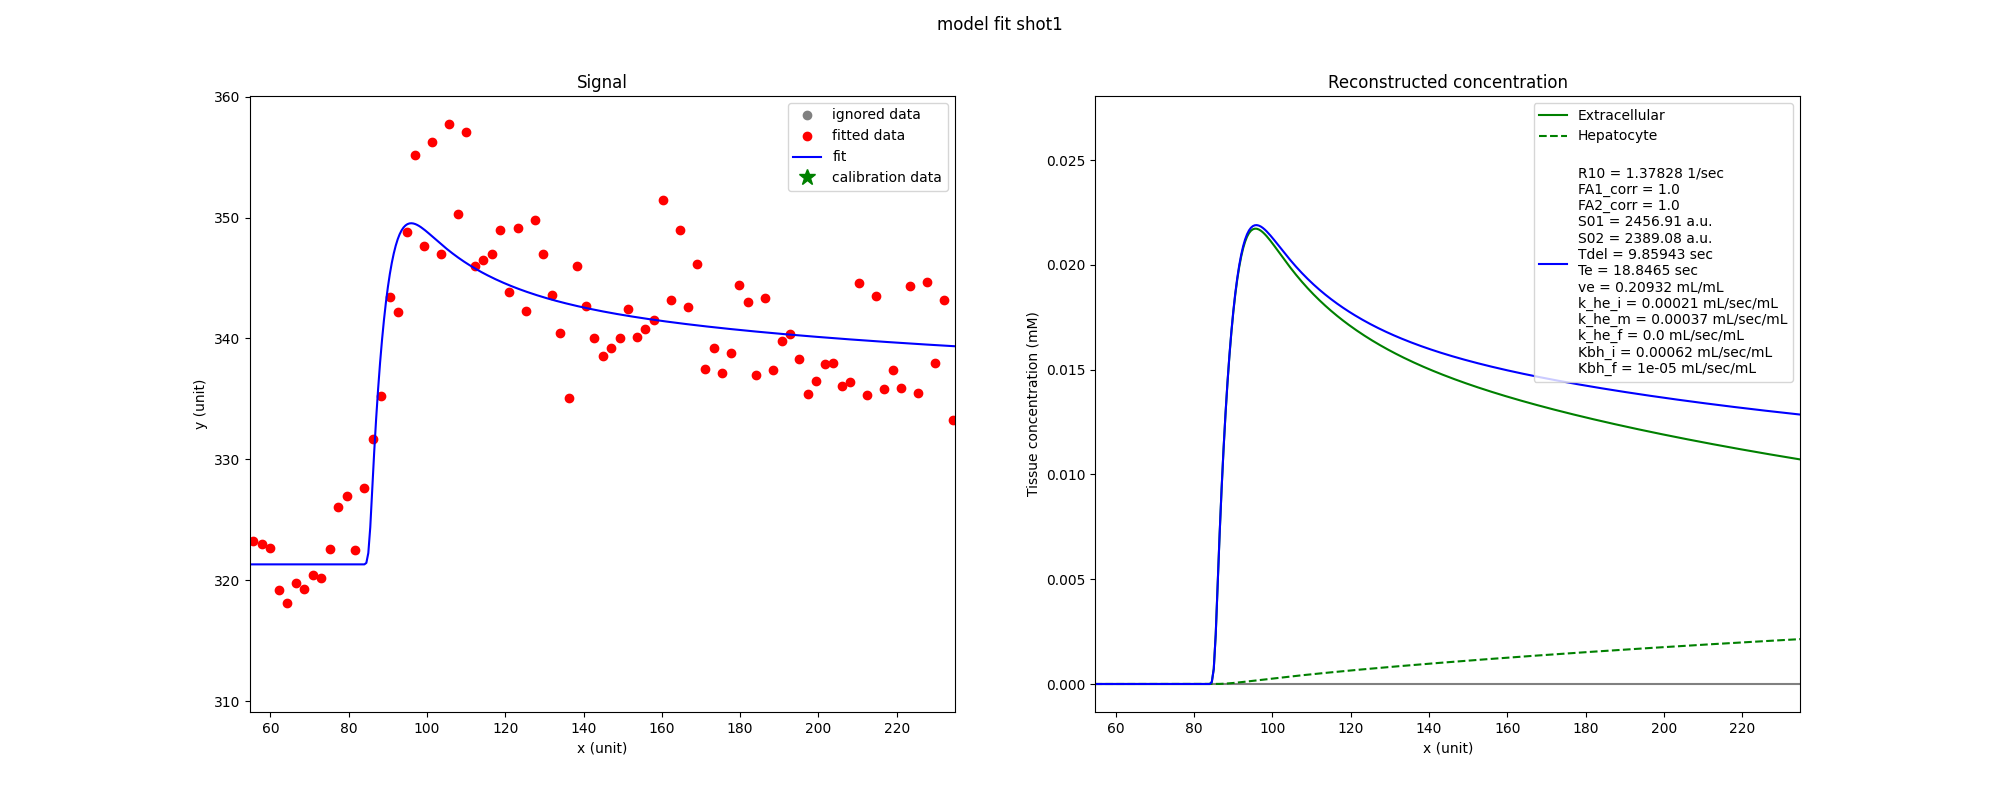 model fit shot1
Signal
360
350
340
330
320
310
y (unit)
60 80 100 120 140 160 180 200 220
x (unit)
ignored data
fitted data
fit
calibration data
Reconstructed concentration
0.025
0.020
0.015
0.010
0.005
0.000
Tissue concentration (mM)
60 80 100 120 140 160 180 200 220
x (unit)
Extracellular
Hepatocyte
R10 = 1.37828 1/sec
FA1_corr = 1.0
FA2_corr = 1.0
S01 = 2456.91 a.u.
S02 = 2389.08 a.u.
Tdel = 9.85943 sec
Te = 18.8465 sec
ve = 0.20932 mL/mL
k_he_i = 0.00021 mL/sec/mL
k_he_m = 0.00037 mL/sec/mL
k_he_f = 0.0 mL/sec/mL
Kbh_i = 0.00062 mL/sec/mL
Kbh_f = 1e-05 mL/sec/mL